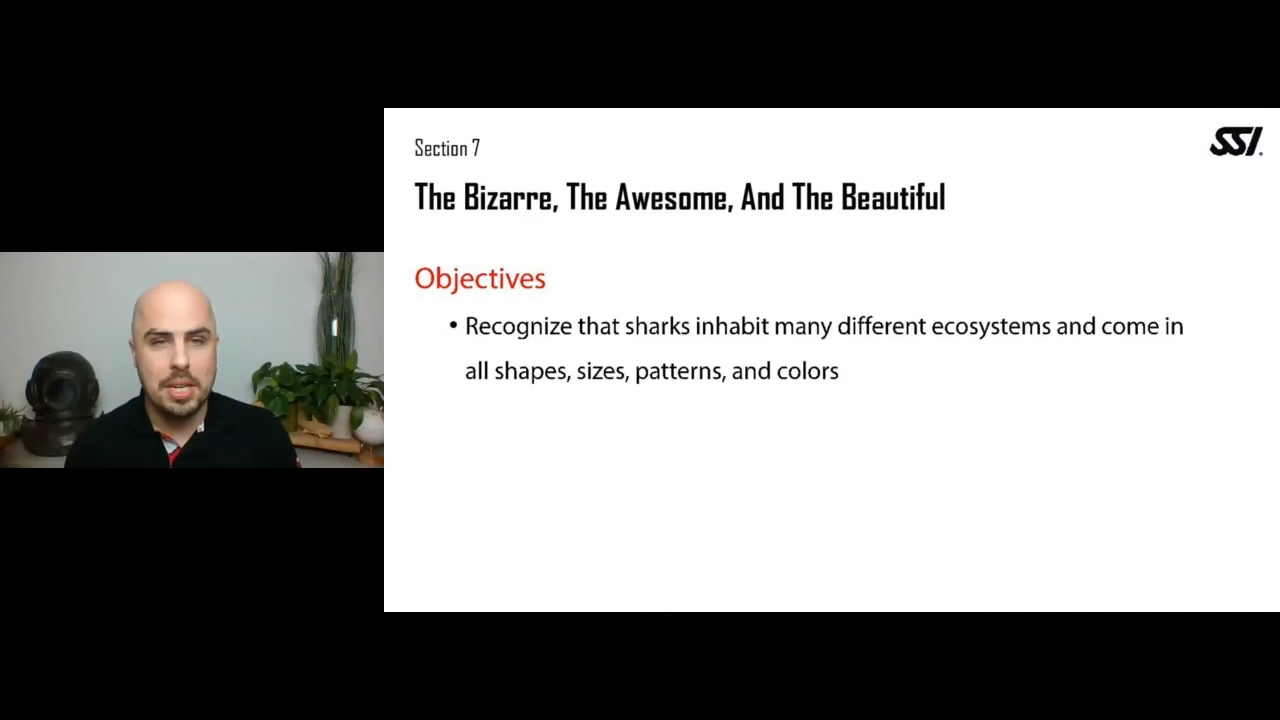 Section 7
SSI
The Bizarre, The Awesome, And The Beautiful
Objectives
• Recognize that sharks inhabit many different ecosystems and come in
all shapes, sizes, patterns, and colors